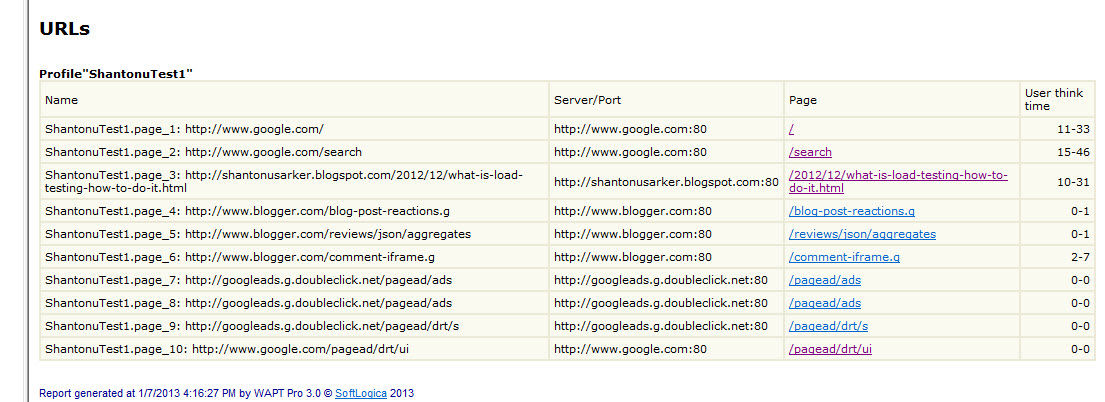 URLs
Profile"ShantonuTest1"
Name Server/Port Page User think time
ShantonuTest1.page_1: http://www.google.com/ http://www.google.com:80 / 11-33
ShantonuTest1.page_2: http://www.google.com/search http://www.google.com:80 /search 15-46
ShantonuTest1.page_3: http://shantonusarker.blogspot.com/2012/12/what-is-load-testing-how-to-do-it.html http://shantonusarker.blogspot.com:80 /2012/12/what-is-load-testing-how-to-do-it.html 10-31
ShantonuTest1.page_4: http://www.blogger.com/blog-post-reactions.g http://www.blogger.com:80 /blog-post-reactions.g 0-1
ShantonuTest1.page_5: http://www.blogger.com/reviews/json/aggregates http://www.blogger.com:80 /reviews/json/aggregates 0-1
ShantonuTest1.page_6: http://www.blogger.com/comment-iframe.g http://www.blogger.com:80 /comment-iframe.g 2-7
ShantonuTest1.page_7: http://googleads.g.doubleclick.net/pagead/ads http://googleads.g.doubleclick.net:80 /pagead/ads 0-0
ShantonuTest1.page_8: http://googleads.g.doubleclick.net/pagead/ads http://googleads.g.doubleclick.net:80 /pagead/ads 0-0
ShantonuTest1.page_9: http://googleads.g.doubleclick.net/pagead/drt/s http://googleads.g.doubleclick.net:80 /pagead/drt/s 0-0
ShantonuTest1.page_10: http://www.google.com/pagead/drt/ui http://www.google.com:80 /pagead/drt/ui 0-0
Report generated at 1/7/2013 4:16:27 PM by WAPT Pro 3.0 © SoftLogica 2013